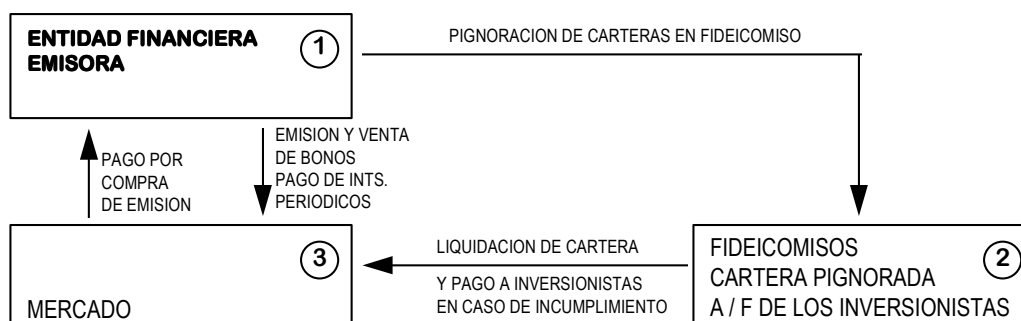 ENTIDAD FINANCIERA
EMISORA
1
PIGNORACION DE CARTERAS EN FIDEICOMISO
PAGO POR
COMPRA
DE EMISION
EMISION Y VENTA
DE BONOS
PAGO DE INTS.
PERIODICOS
MERCADO
3
LIQUIDACION DE CARTERA
Y PAGO A INVERSIONISTAS
EN CASO DE INCUMPLIMIENTO
FIDEICOMISOS
2
CARTERA PIGNORADA
A / F DE LOS INVERSIONISTAS